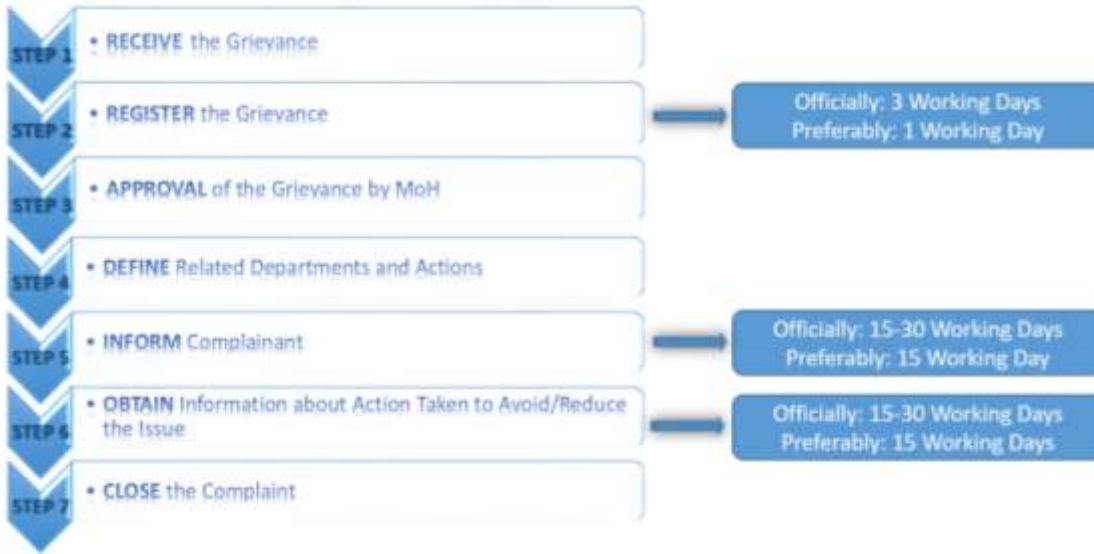 STEP 1
• RECEIVE the Grievance
STEP 2
• REGISTER the Grievance
Officially: 3 Working Days
Preferably: 1 Working Day
STEP 3
• APPROVAL of the Grievance by MoH
STEP 4
• DEFINE Related Departments and Actions
STEP 5
• INFORM Complainant
Officially: 15-30 Working Days
Preferably: 15 Working Day
STEP 6
• OBTAIN Information about Action Taken to Avoid/Reduce
the Issue
Officially: 15-30 Working Days
Preferably: 15 Working Days
STEP 7
• CLOSE the Complaint